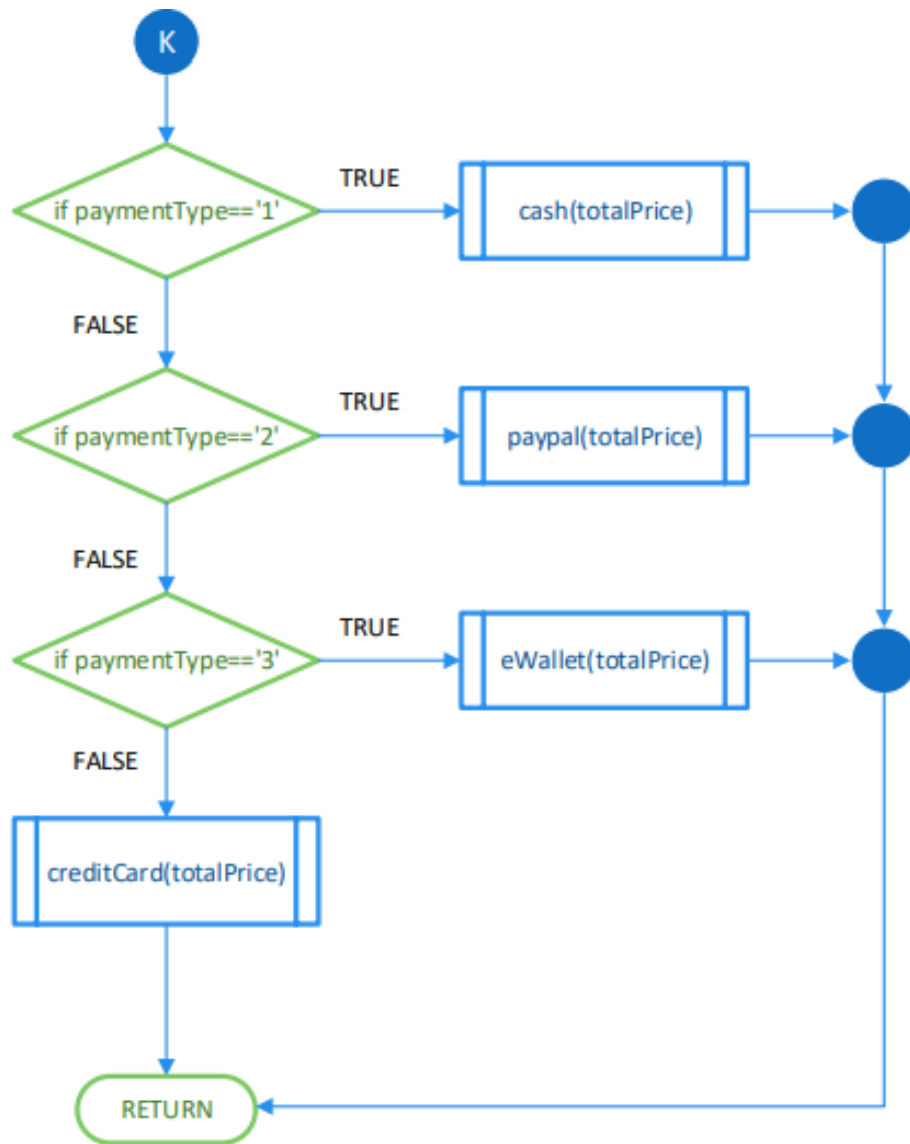 K
if paymentType=='1'
TRUE
cash(totalPrice)
FALSE
if paymentType=='2'
TRUE
paypal(totalPrice)
FALSE
if paymentType=='3'
TRUE
eWallet(totalPrice)
FALSE
creditCard(totalPrice)
RETURN